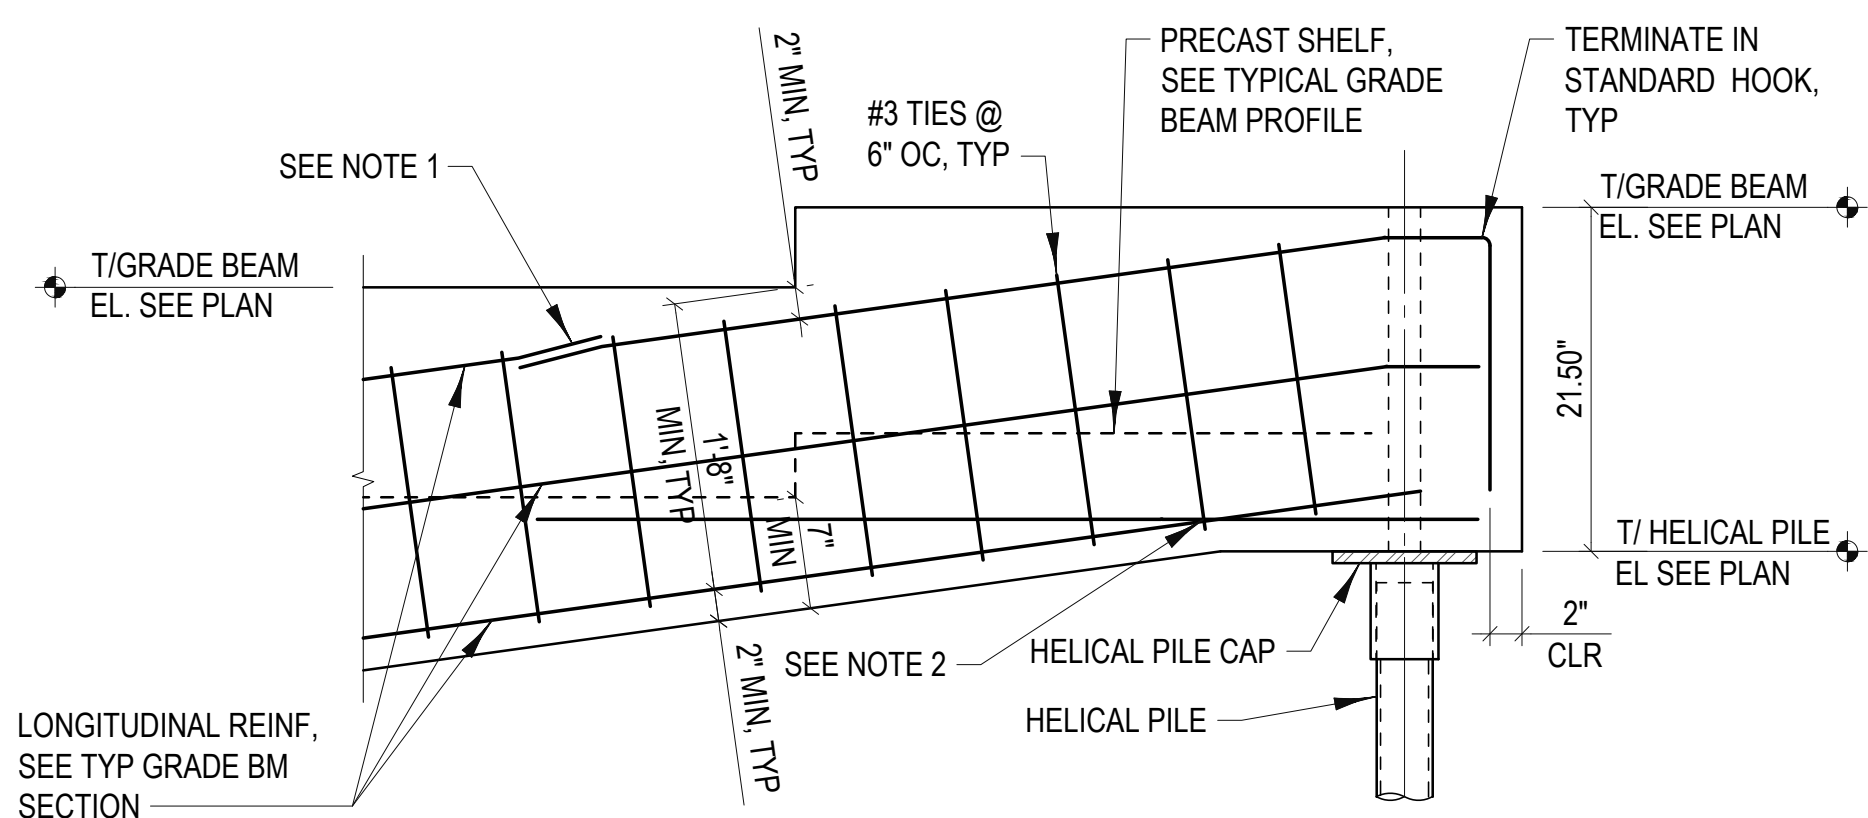 2" MIN, TYP
PRECAST SHELF,
SEE TYPICAL GRADE
BEAM PROFILE
TERMINATE IN
STANDARD HOOK,
TYP
#3 TIES @
6" OC, TYP
SEE NOTE 1
T/GRADE BEAM
EL. SEE PLAN
T/GRADE BEAM
EL. SEE PLAN
21.50"
1'-8"
MIN, TYP
7"
MIN
T/ HELICAL PILE
EL SEE PLAN
2"
CLR
SEE NOTE 2
HELICAL PILE CAP
HELICAL PILE
2" MIN, TYP
LONGITUDINAL REINF,
SEE TYP GRADE BM
SECTION